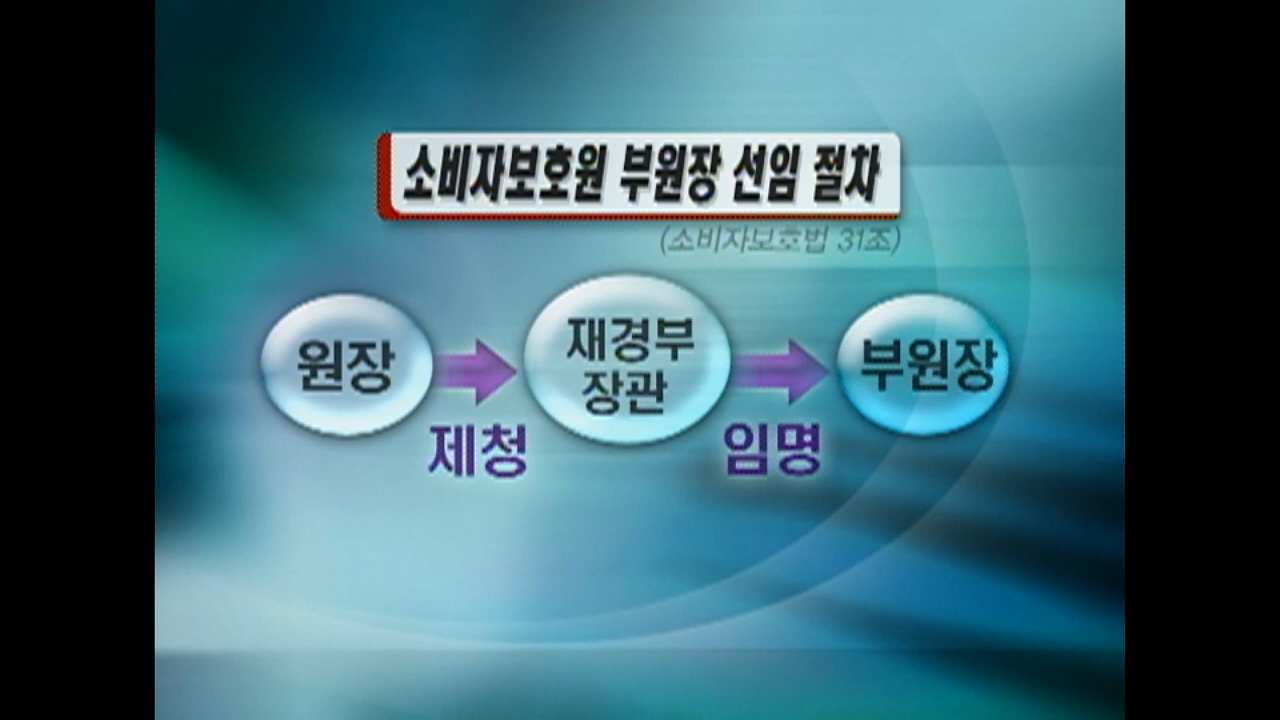 소비자보호원 부원장 선임 절차
(소비자보호법 31조)
원장
제청
재경부
장관
임명
부원장